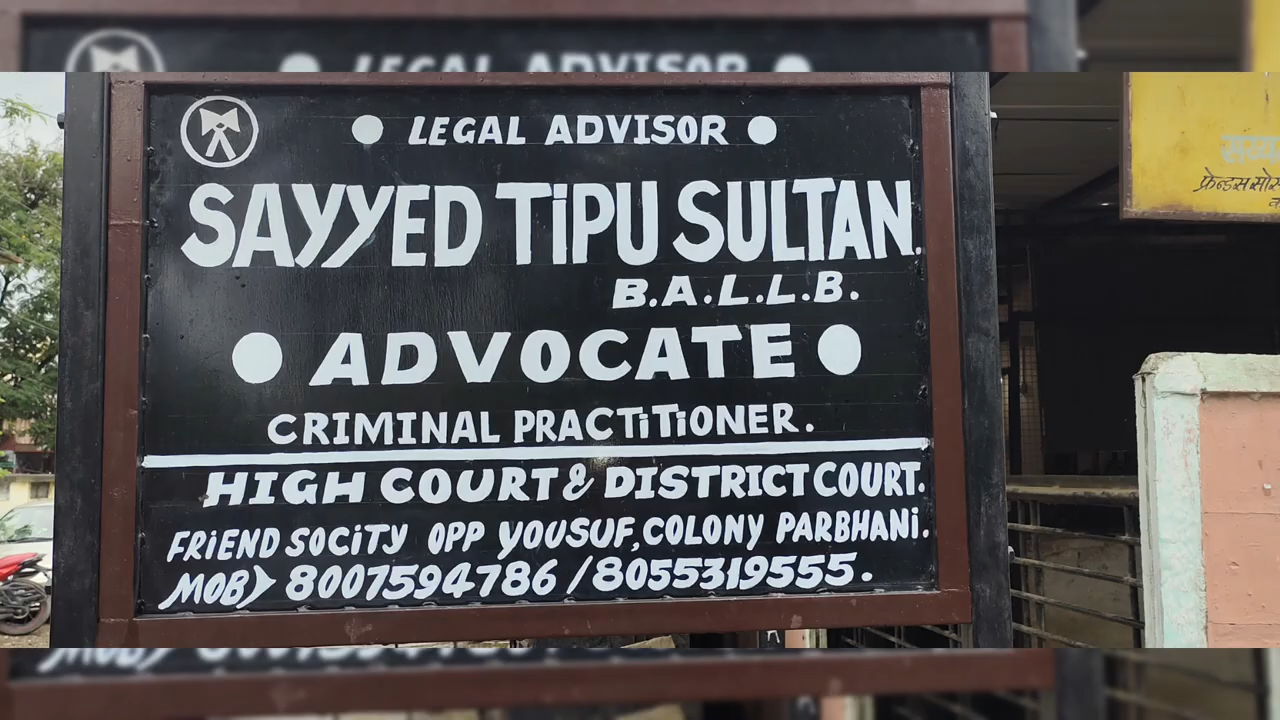 LEGAL ADVISOR
SAYYED TiPU SULTAN.
B.A.L.L.B.
ADVOCATE
CRIMINAL PRACTiTiONER.
HIGH COURT & DISTRICT COURT.
FRiEND SOCiTY OPP YOUSUF, COLONY PARBHANi.
MOB> 8007594786 / 8055319555.
फ्रेन्डस